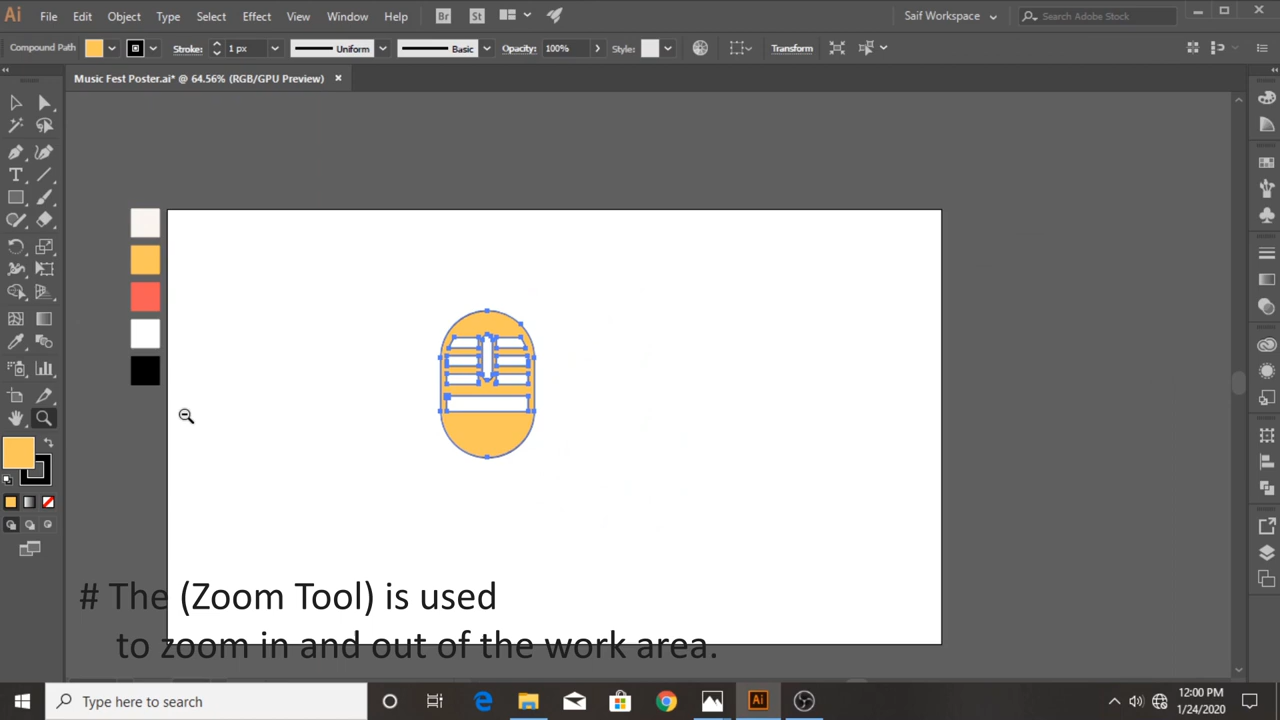 Ai File Edit Object Type Select Effect View Window Help Br St Saif Workspace Search Adobe Stock
Compound Path Stroke: 1 px Uniform Basic Opacity: 100% Style: Transform
Music Fest Poster.ai* @ 64.56% (RGB/GPU Preview) ×
# The (Zoom Tool) is used
to zoom in and out of the work area.
Type here to search Ai 12:00 PM
1/24/2020